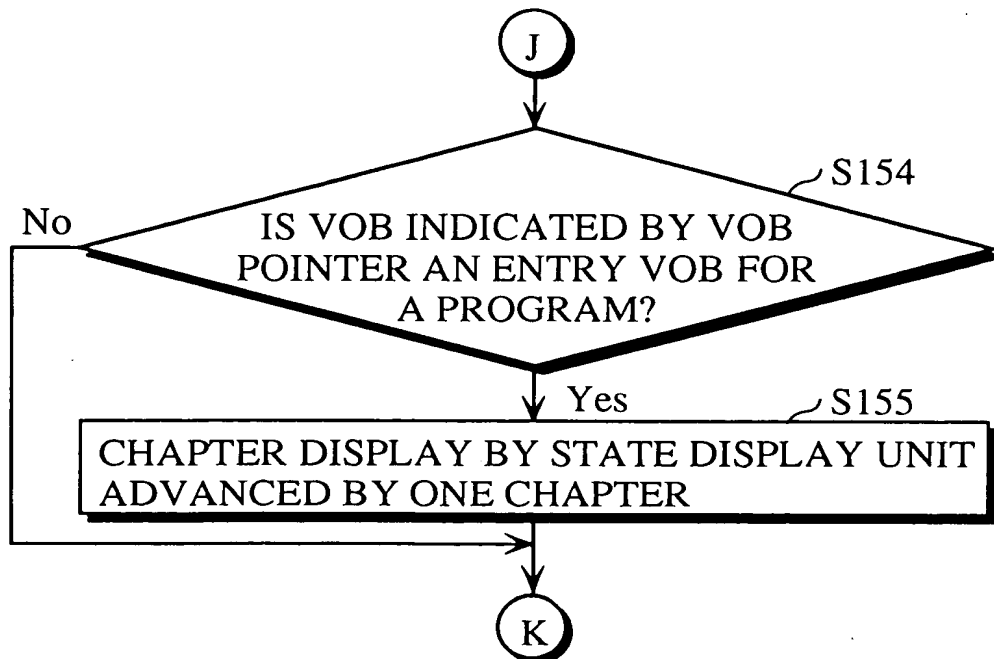 J
S154
No
IS VOB INDICATED BY VOB
POINTER AN ENTRY VOB FOR
A PROGRAM?
Yes
S155
CHAPTER DISPLAY BY STATE DISPLAY UNIT
ADVANCED BY ONE CHAPTER
K